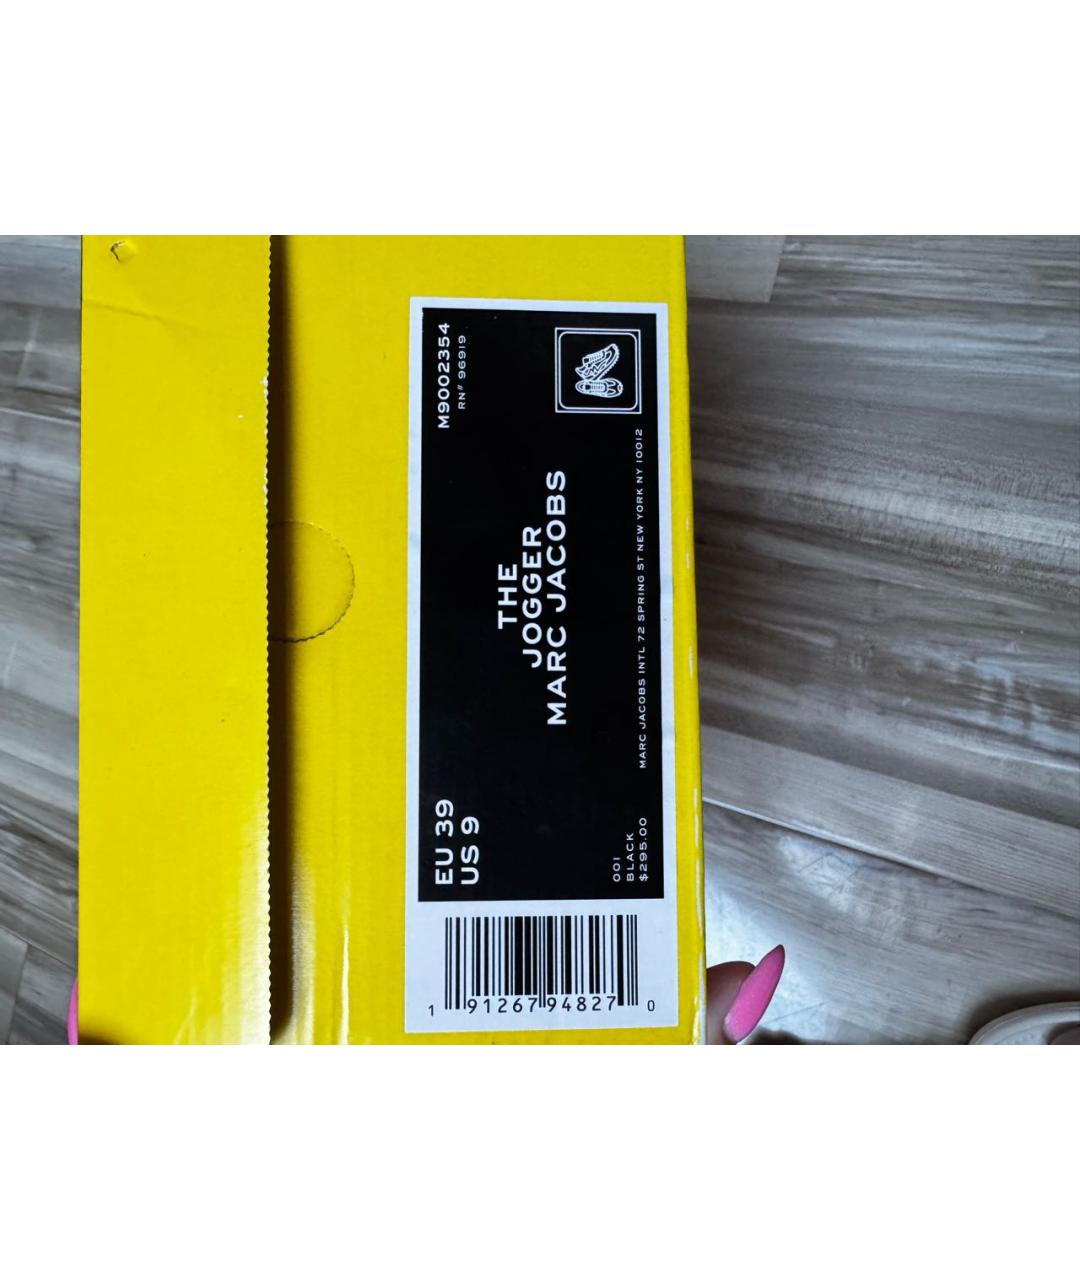 M9002354
RN# 96919
THE
JOGGER
MARC JACOBS
EU 39
US 9
001
BLACK
$295.00
MARC JACOBS INTL 72 SPRING ST NEW YORK NY 10012
1 91267 94827 0